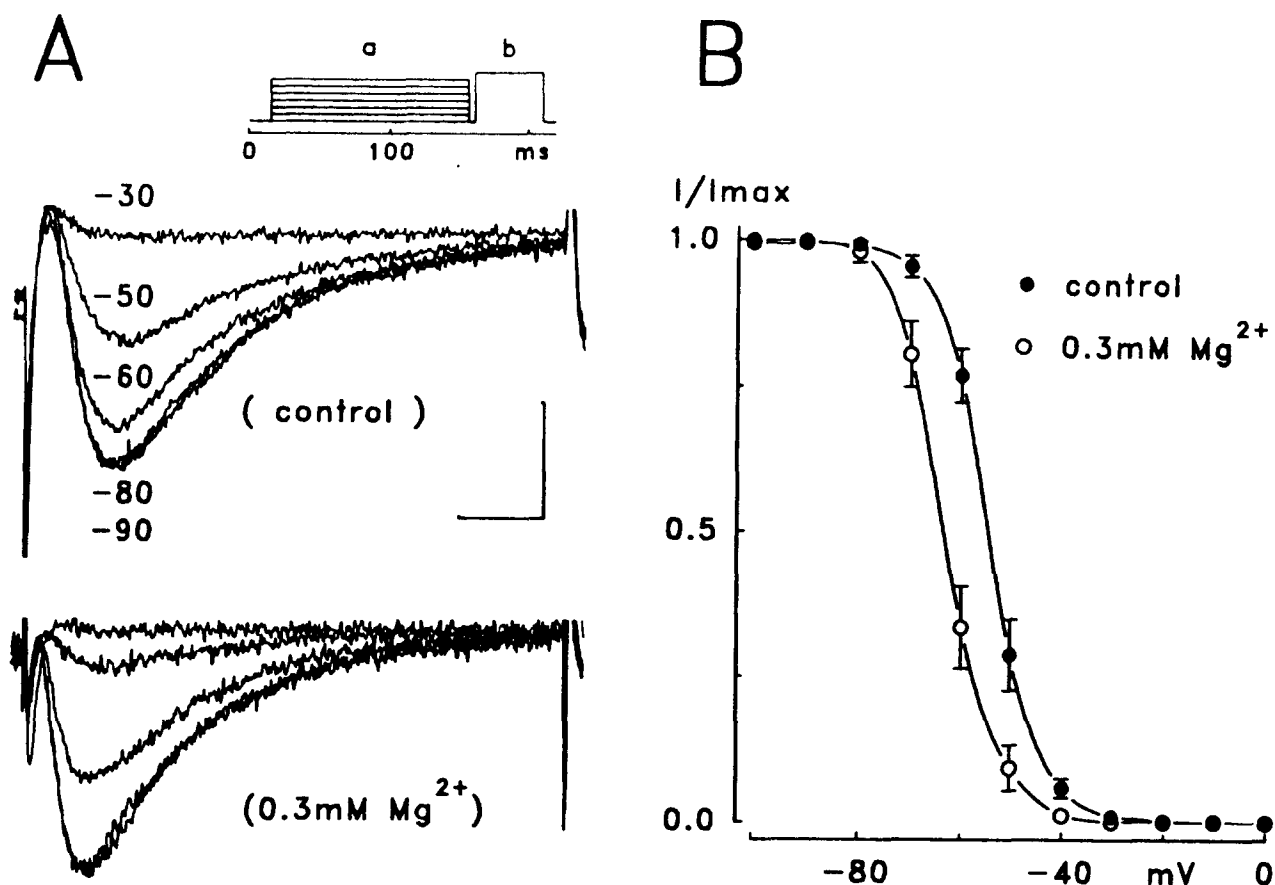 A
a b
0 100 ms
-30
-50
-60
( control )
-80
-90
(0.3mM Mg2+)
B
I/Imax
1.0
0.5
0.0
control
0.3mM Mg2+
-80 -40 mV 0